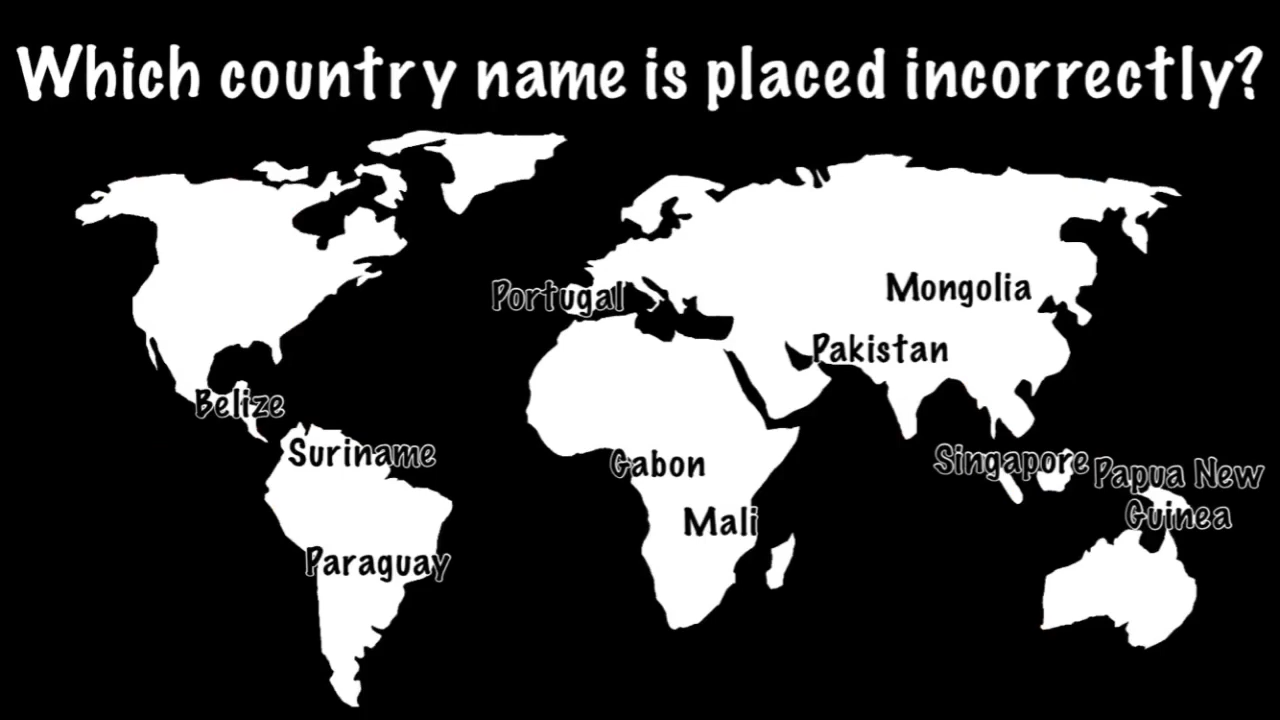 Which country name is placed incorrectly?
Mongolia
Portugal
Pakistan
Belize
Suriname
Gabon
Singapore
Papua New
Guinea
Mali
Paraguay